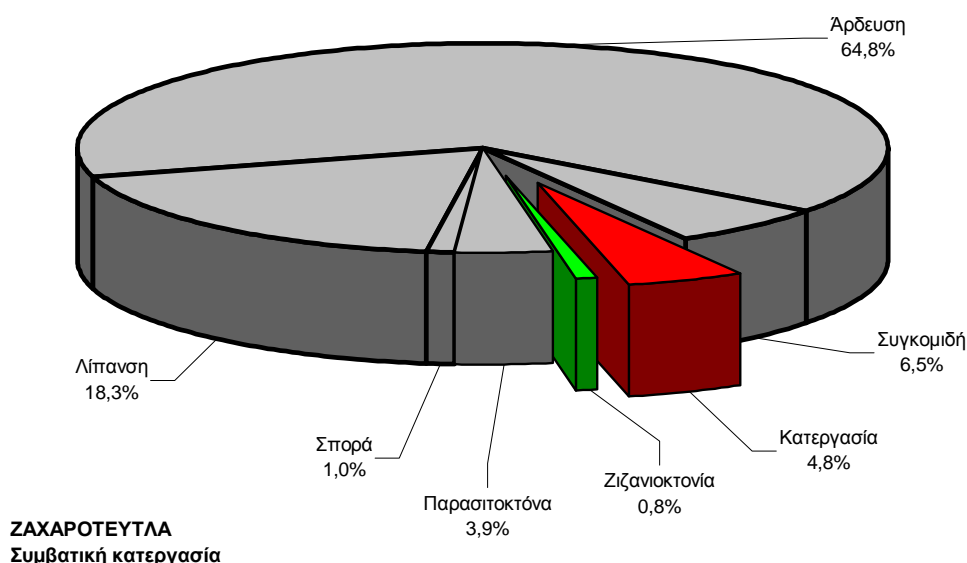 Άρδευση
64,8%
Συγκομιδή
6,5%
Κατεργασία
4,8%
Ζιζανιοκτονία
0,8%
Παρασιτοκτόνα
3,9%
Σπορά
1,0%
Λίπανση
18,3%
ΖΑΧΑΡΟΤΕΥΤΛΑ
Συμβατική κατεργασία